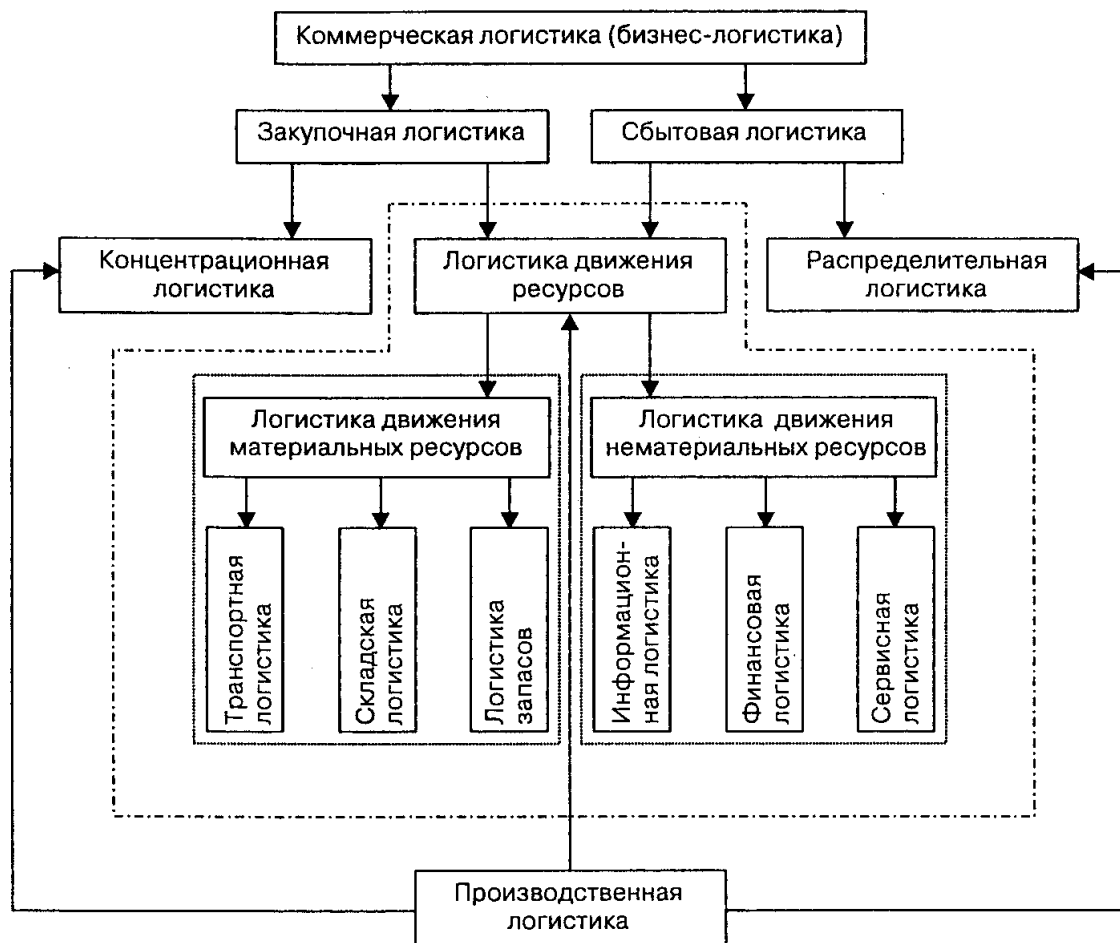 Коммерческая логистика (бизнес-логистика)
Закупочная логистика
Сбытовая логистика
Концентрационная
логистика
Логистика движения
ресурсов
Распределительная
логистика
Логистика движения
материальных ресурсов
Логистика движения
нематериальных ресурсов
Транспортная
логистика
Складская
логистика
Логистика
запасов
Информацион-
ная логистика
Финансовая
логистика
Сервисная
логистика
Производственная
логистика